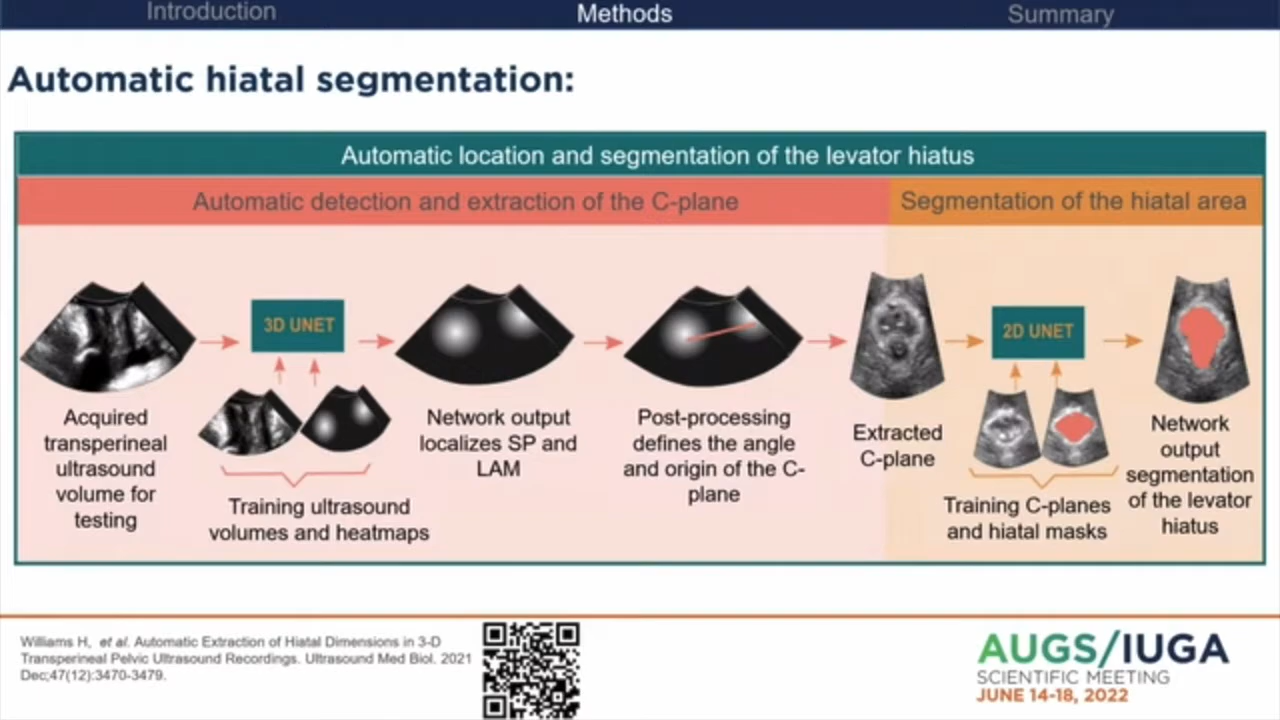 Introduction
Methods
Summary
Automatic hiatal segmentation:
Automatic location and segmentation of the levator hiatus
Automatic detection and extraction of the C-plane
Segmentation of the hiatal area
3D UNET
2D UNET
Acquired
transperineal
ultrasound
volume for
testing
Training ultrasound
volumes and heatmaps
Network output
localizes SP and
LAM
Post-processing
defines the angle
and origin of the C-
plane
Extracted
C-plane
Training C-planes
and hiatal masks
Network
output
segmentation
of the levator
hiatus
Williams H, et al. Automatic Extraction of Hiatal Dimensions in 3-D
Transperineal Pelvic Ultrasound Recordings. Ultrasound Med Biol. 2021
Dec;47(12):3470-3479.
AUGS/IUGA
SCIENTIFIC MEETING
JUNE 14-18, 2022